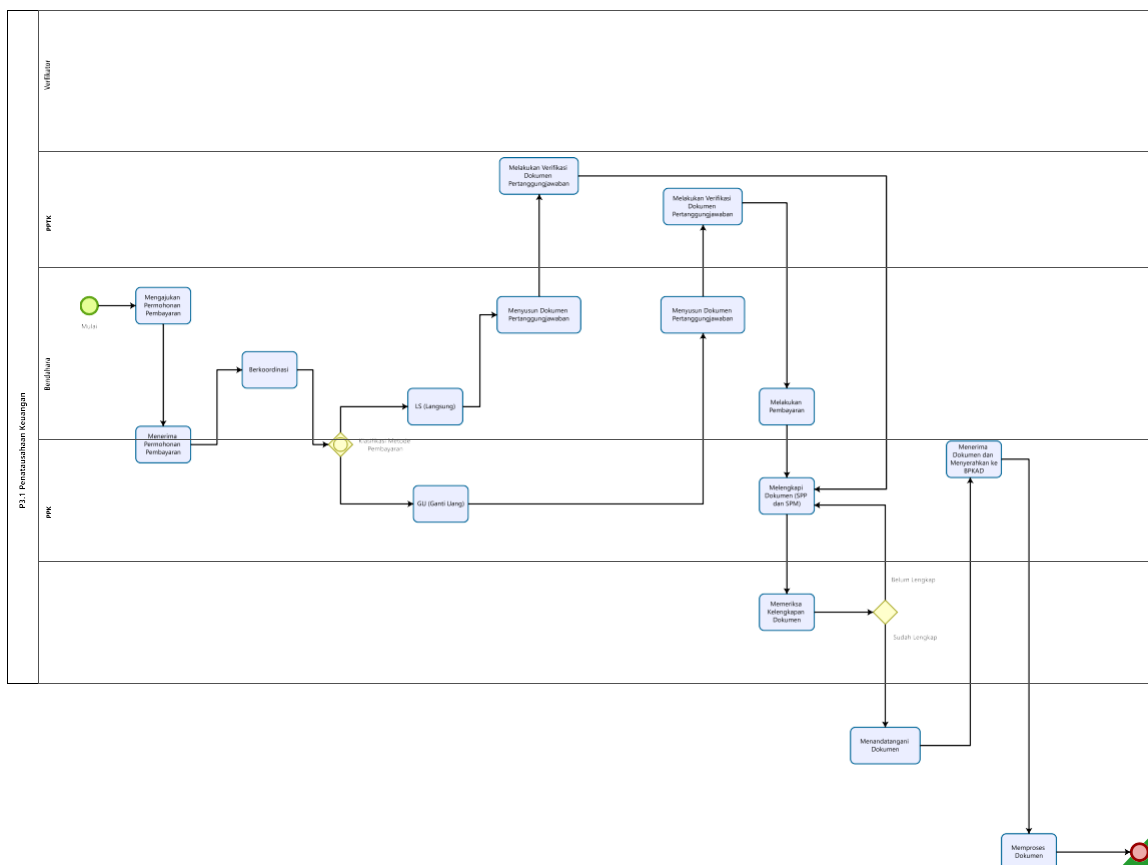 P3.1 Penatausahaan Keuangan
Verfikatur
PPTK
Bendahara
PPK
Mulai
Mengajukan
Permohonan
Pembayaran
Menerima
Permohonan
Pembayaran
Berkoordinasi
Klasifikasi Metode
Pembayaran
LS (Langsung)
GU (Ganti Uang)
Menyusun Dokumen
Pertanggungjawaban
Melakukan Verifikasi
Dokumen
Pertanggungjawaban
Menyusun Dokumen
Pertanggungjawaban
Melakukan Verifikasi
Dokumen
Pertanggungjawaban
Melakukan
Pembayaran
Melengkapi
Dokumen (SPP
dan SPM)
Memeriksa
Kelengkapan
Dokumen
Lengkap
Sudah Lengkap
Menandatangani
Dokumen
Menerima
Dokumen dan
Menyerahkan ke
BPKAD
Memproses
Dokumen